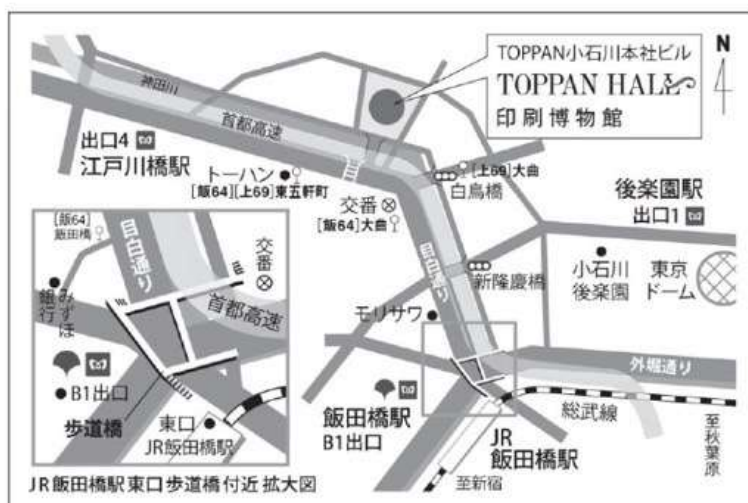 TOPPAN小石川本社ビル
TOPPAN HALL
印刷博物館
N
神田川
首都高速
出口4
江戸川橋駅
トーハン
[飯64][上69]東五軒町
[上69]大曲
白鳥橋
交番
[飯64]大曲
後楽園駅
出口1
目白通り
新隆慶橋
小石川
後楽園
東京
ドーム
モリサワ
外堀通り
飯田橋駅
B1出口
JR
飯田橋駅
総武線
至秋葉原
至新宿
[飯64]
飯田橋
目白通り
交番
みずほ
銀行
首都高速
B1出口
歩道橋
東口
JR飯田橋駅
JR飯田橋駅東口歩道橋付近 拡大図